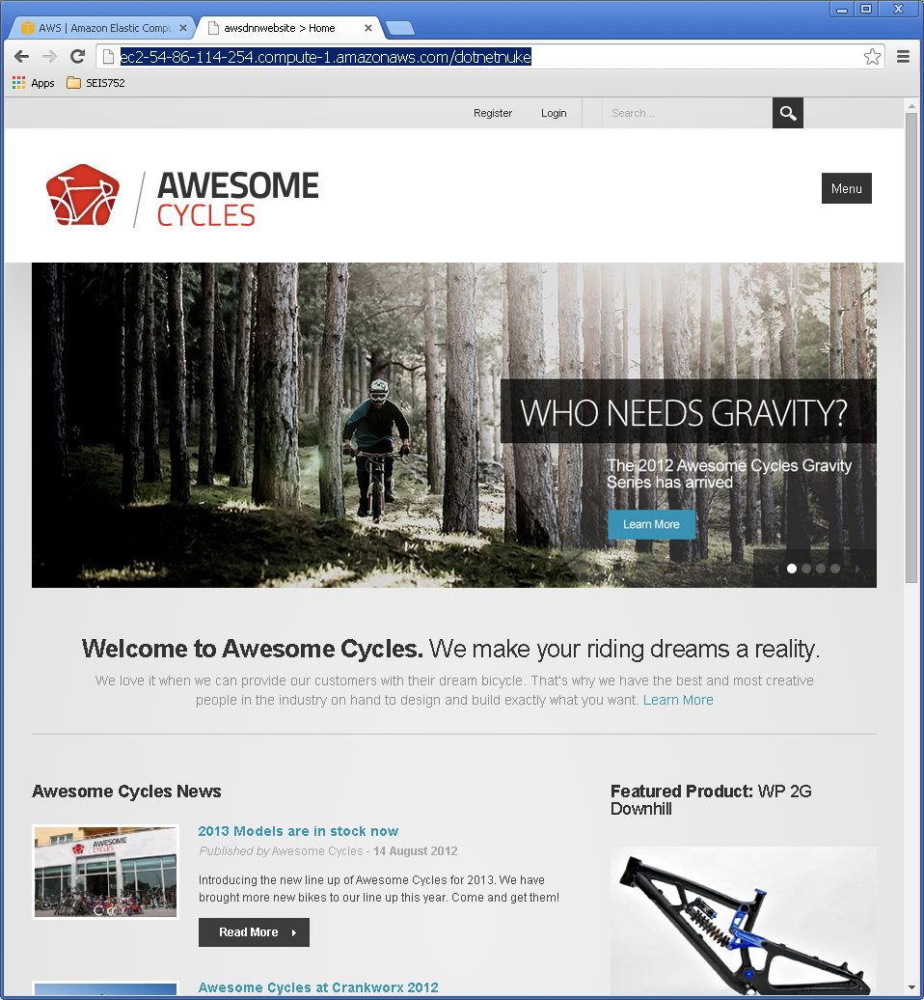 AWS | Amazon Elastic Compu
awsdnnwebsite > Home
ec2-54-86-114-254.compute-1.amazonaws.com/dotnetnuke
Apps
SEIS752
Register
Login
Search...
AWESOME
CYCLES
Menu
WHO NEEDS GRAVITY?
The 2012 Awesome Cycles Gravity
Series has arrived
Learn More
Welcome to Awesome Cycles. We make your riding dreams a reality.
We love it when we can provide our customers with their dream bicycle. That's why we have the best and most creative
people in the industry on hand to design and build exactly what you want. Learn More
Awesome Cycles News
AWESOME
CYCLES
2013 Models are in stock now
Published by Awesome Cycles - 14 August 2012
Introducing the new line up of Awesome Cycles for 2013. We have
brought more new bikes to our line up this year. Come and get them!
Read More
Awesome Cycles at Crankworx 2012
Featured Product: WP 2G
Downhill